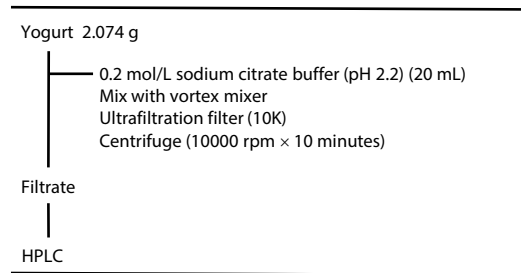 Yogurt 2.074 g
0.2 mol/L sodium citrate buffer (pH 2.2) (20 mL)
Mix with vortex mixer
Ultrafiltration filter (10K)
Centrifuge (10000 rpm × 10 minutes)
Filtrate
HPLC